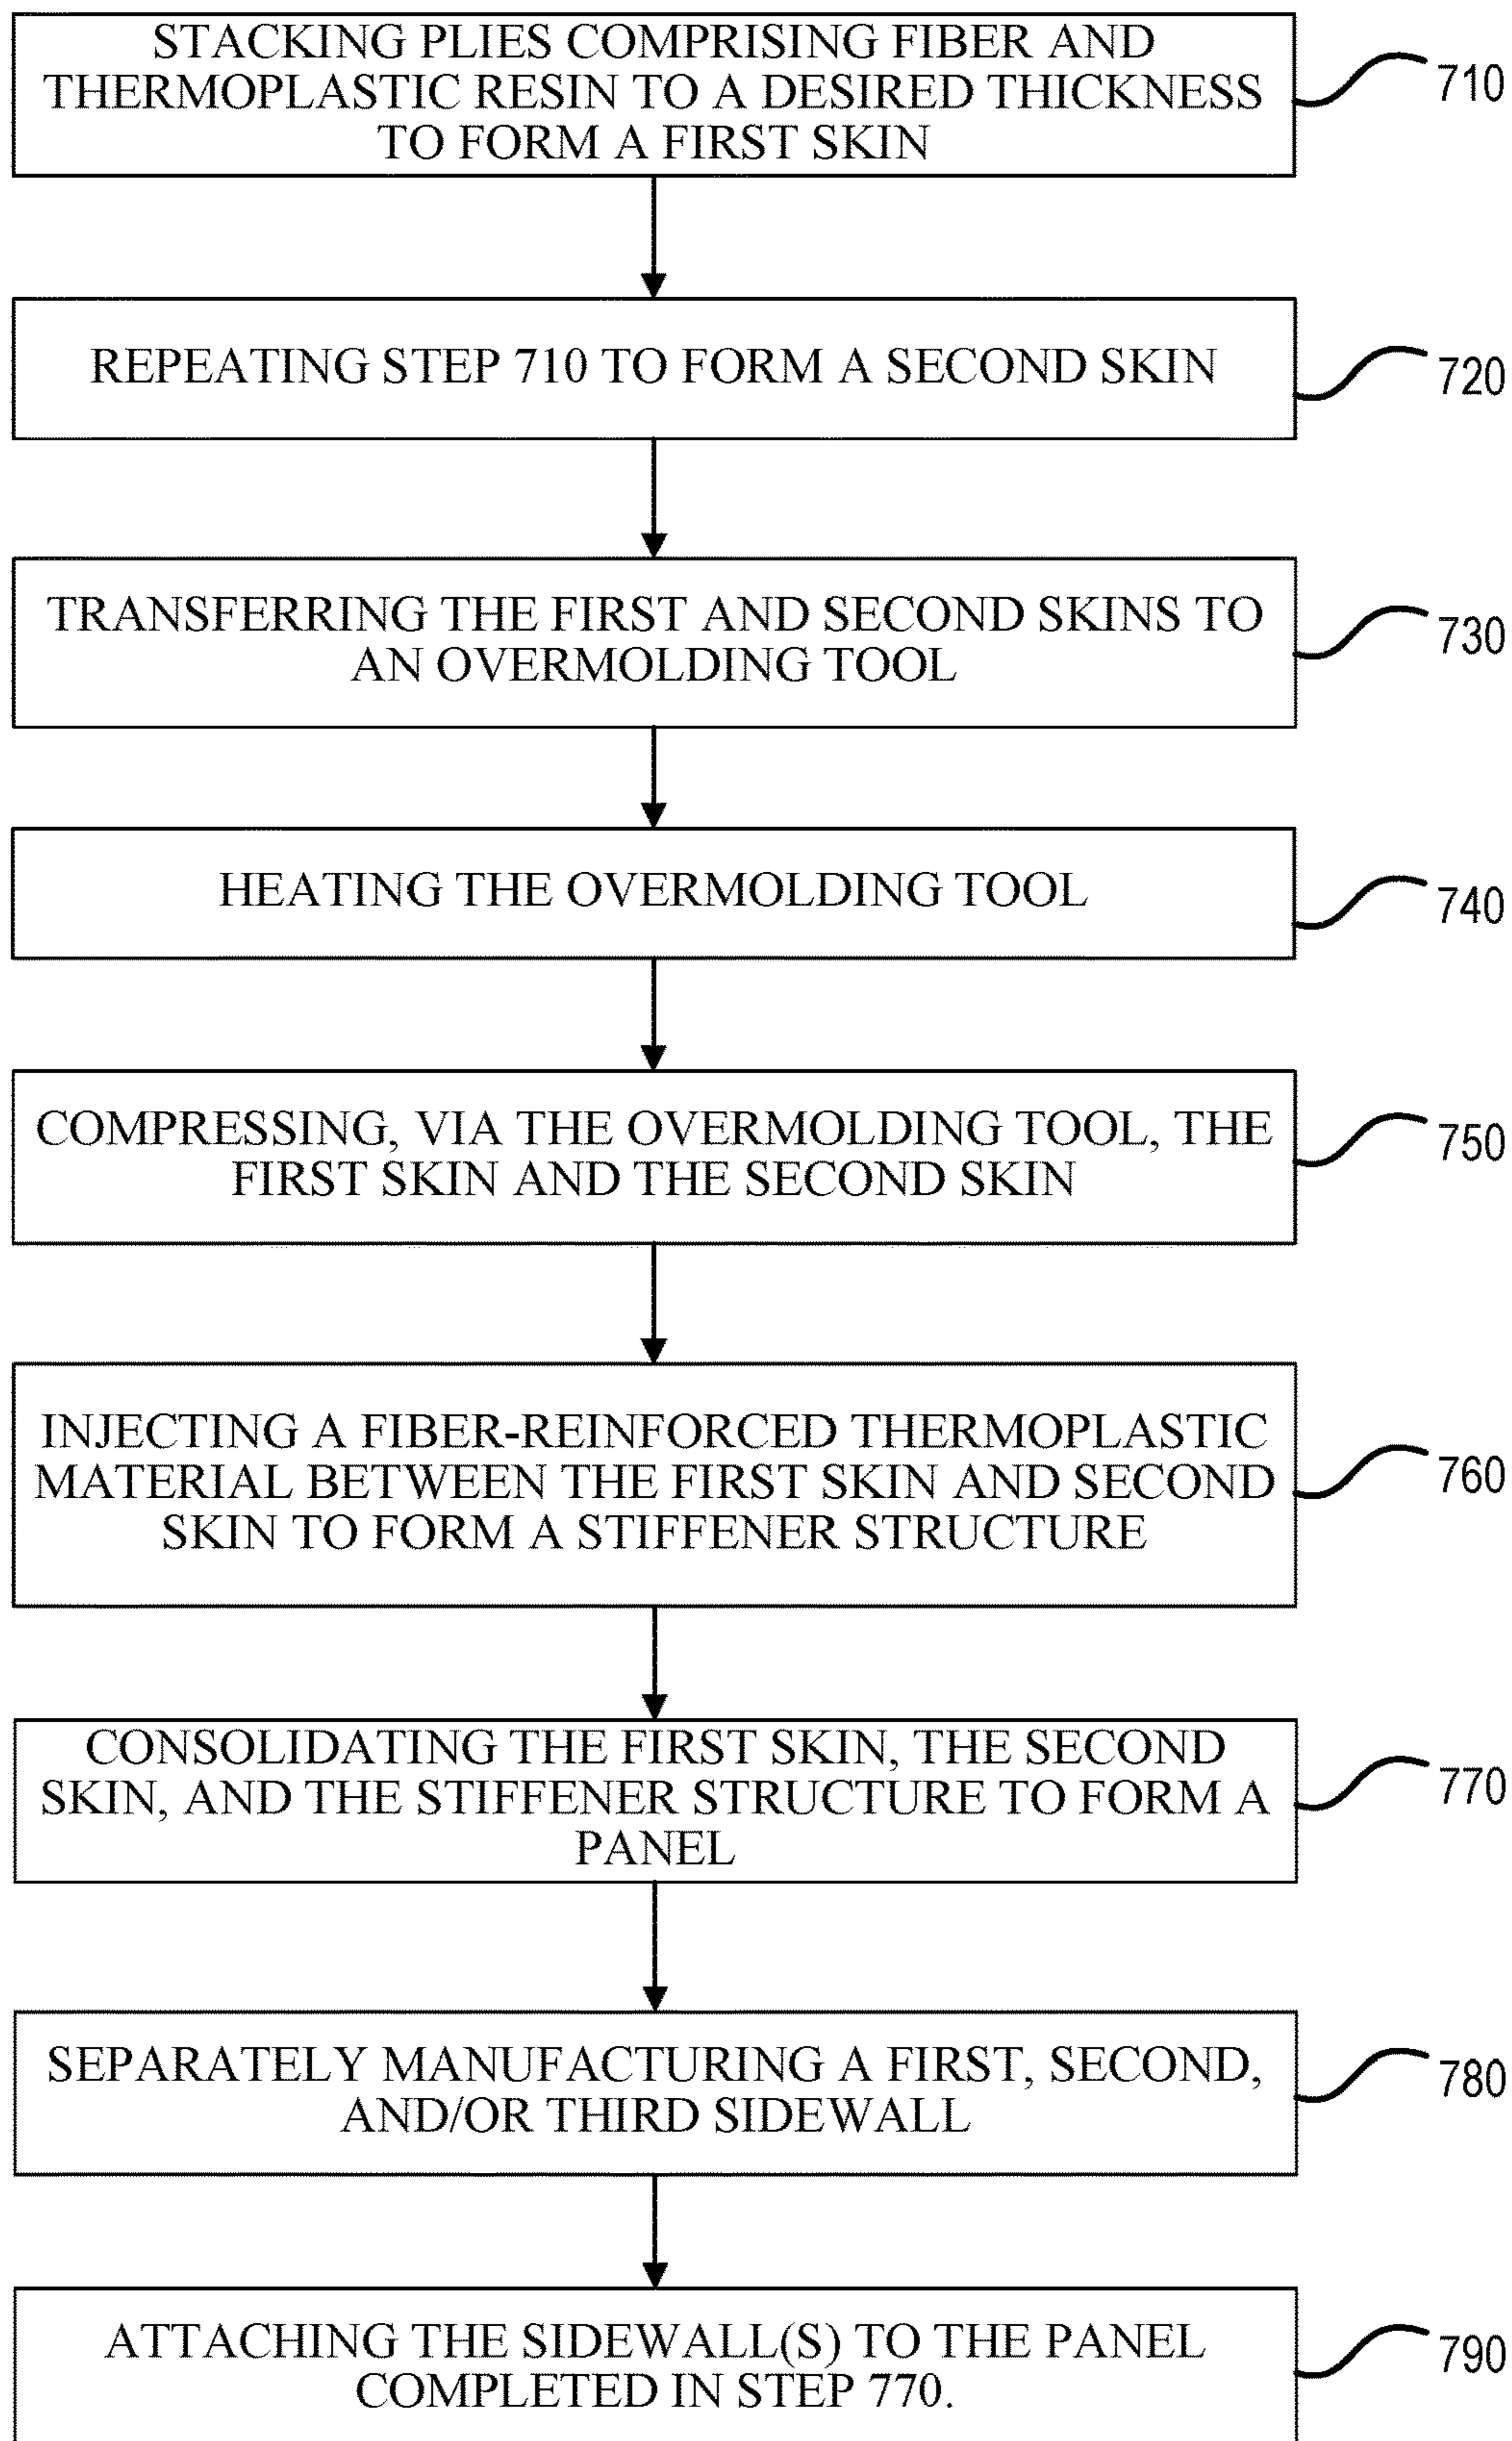 STACKING PLIES COMPRISING FIBER AND
THERMOPLASTIC RESIN TO A DESIRED THICKNESS
TO FORM A FIRST SKIN
710
REPEATING STEP 710 TO FORM A SECOND SKIN
720
TRANSFERRING THE FIRST AND SECOND SKINS TO
AN OVERMOLDING TOOL
730
HEATING THE OVERMOLDING TOOL
740
COMPRESSING, VIA THE OVERMOLDING TOOL, THE
FIRST SKIN AND THE SECOND SKIN
750
INJECTING A FIBER-REINFORCED THERMOPLASTIC
MATERIAL BETWEEN THE FIRST SKIN AND SECOND
SKIN TO FORM A STIFFENER STRUCTURE
760
CONSOLIDATING THE FIRST SKIN, THE SECOND
SKIN, AND THE STIFFENER STRUCTURE TO FORM A
PANEL
770
SEPARATELY MANUFACTURING A FIRST, SECOND,
AND/OR THIRD SIDEWALL
780
ATTACHING THE SIDEWALL(S) TO THE PANEL
COMPLETED IN STEP 770.
790